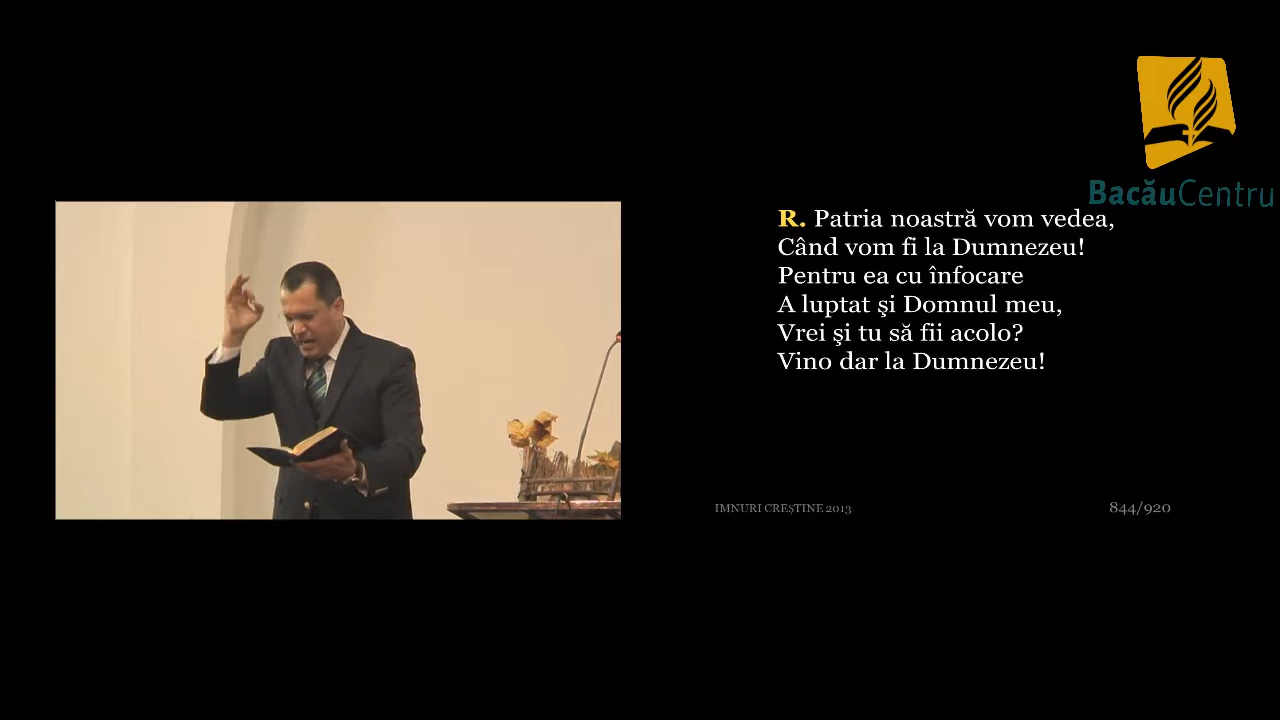 BacăuCentru
R. Patria noastră vom vedea,
Când vom fi la Dumnezeu!
Pentru ea cu înfocare
A luptat şi Domnul meu,
Vrei şi tu să fii acolo?
Vino dar la Dumnezeu!
IMNURI CREŞTINE 2013
844/920